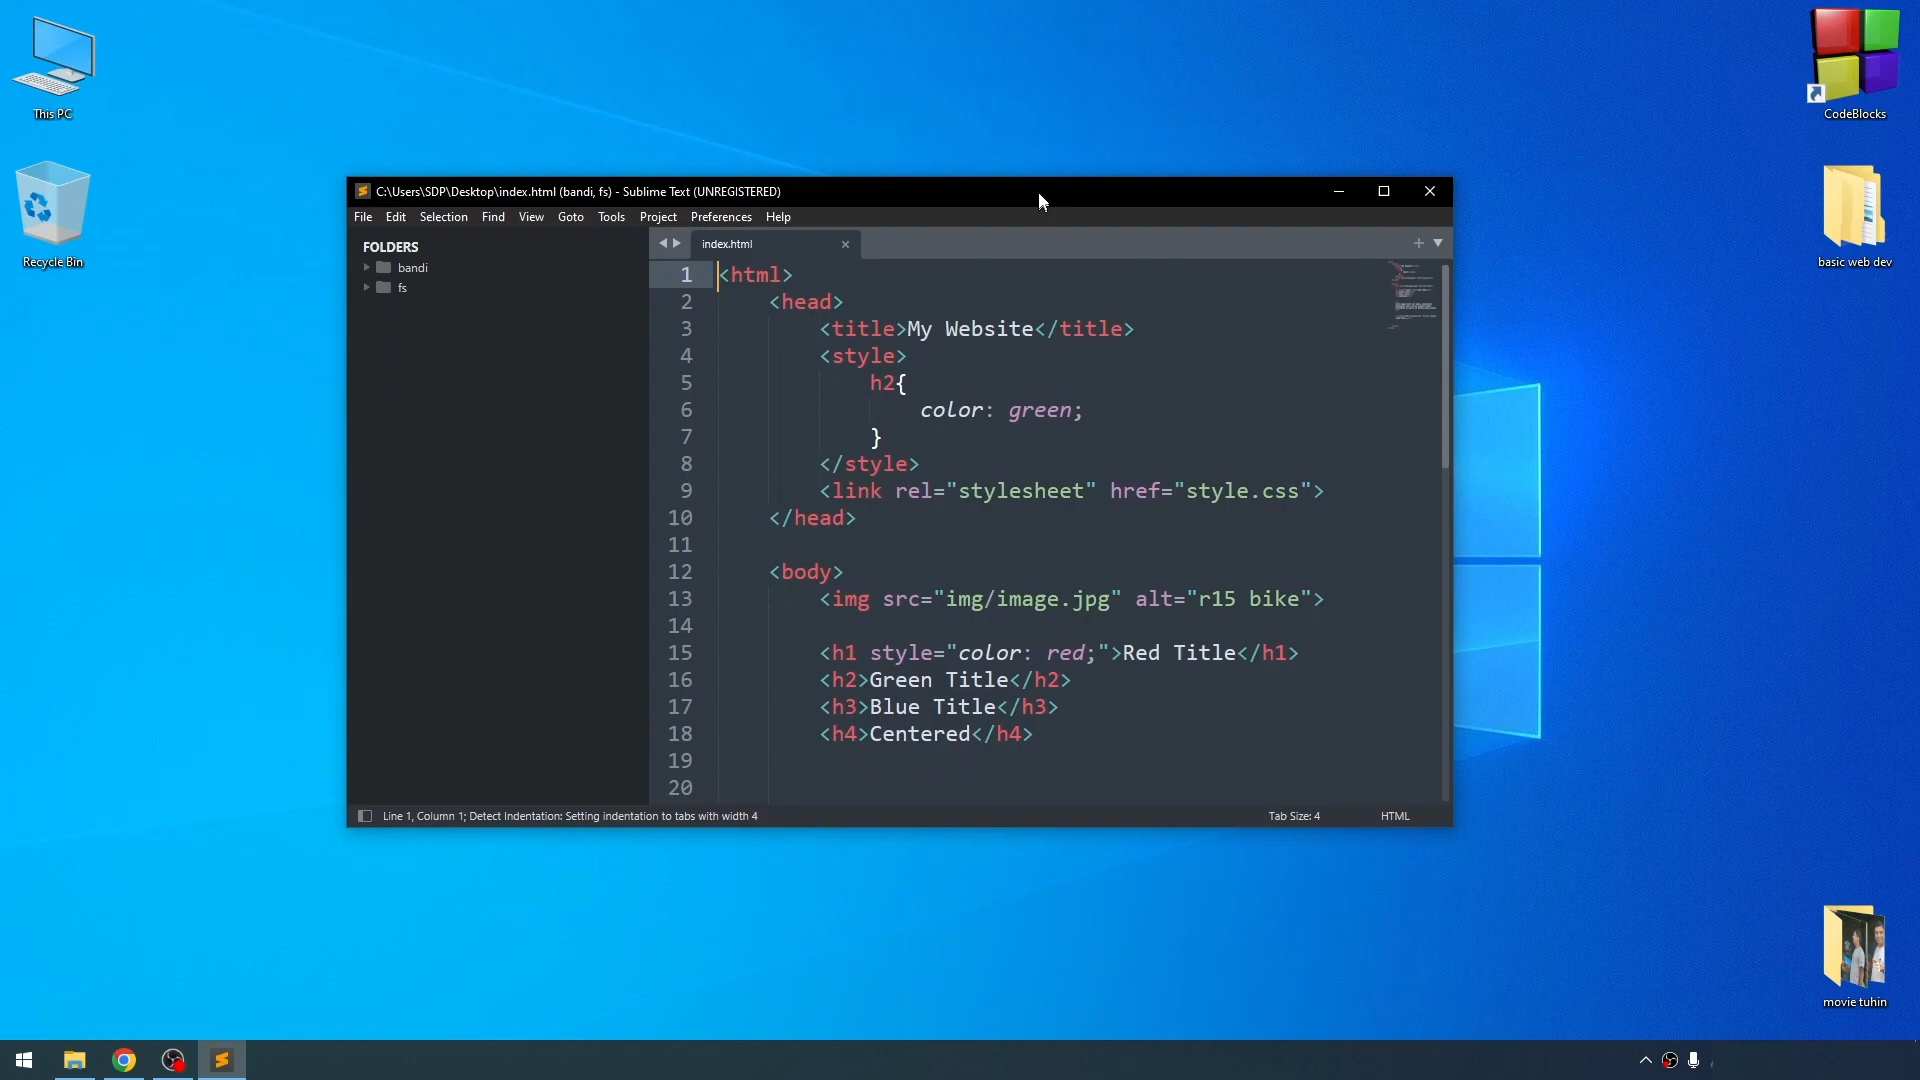 This PC
Recycle Bin
CodeBlocks
basic web dev
movie tuhin
C:\Users\SDP\Desktop\index.html (bandi, fs) - Sublime Text (UNREGISTERED)
File Edit Selection Find View Goto Tools Project Preferences Help
FOLDERS
bandi
fs
index.html
1 <html>
2 <head>
3 <title>My Website</title>
4 <style>
5 h2{
6 color: green;
7 }
8 </style>
9 <link rel="stylesheet" href="style.css">
10 </head>
11
12 <body>
13 <img src="img/image.jpg" alt="r15 bike">
14
15 <h1 style="color: red;">Red Title</h1>
16 <h2>Green Title</h2>
17 <h3>Blue Title</h3>
18 <h4>Centered</h4>
19
20
Line 1, Column 1; Detect Indentation: Setting indentation to tabs with width 4
Tab Size: 4
HTML